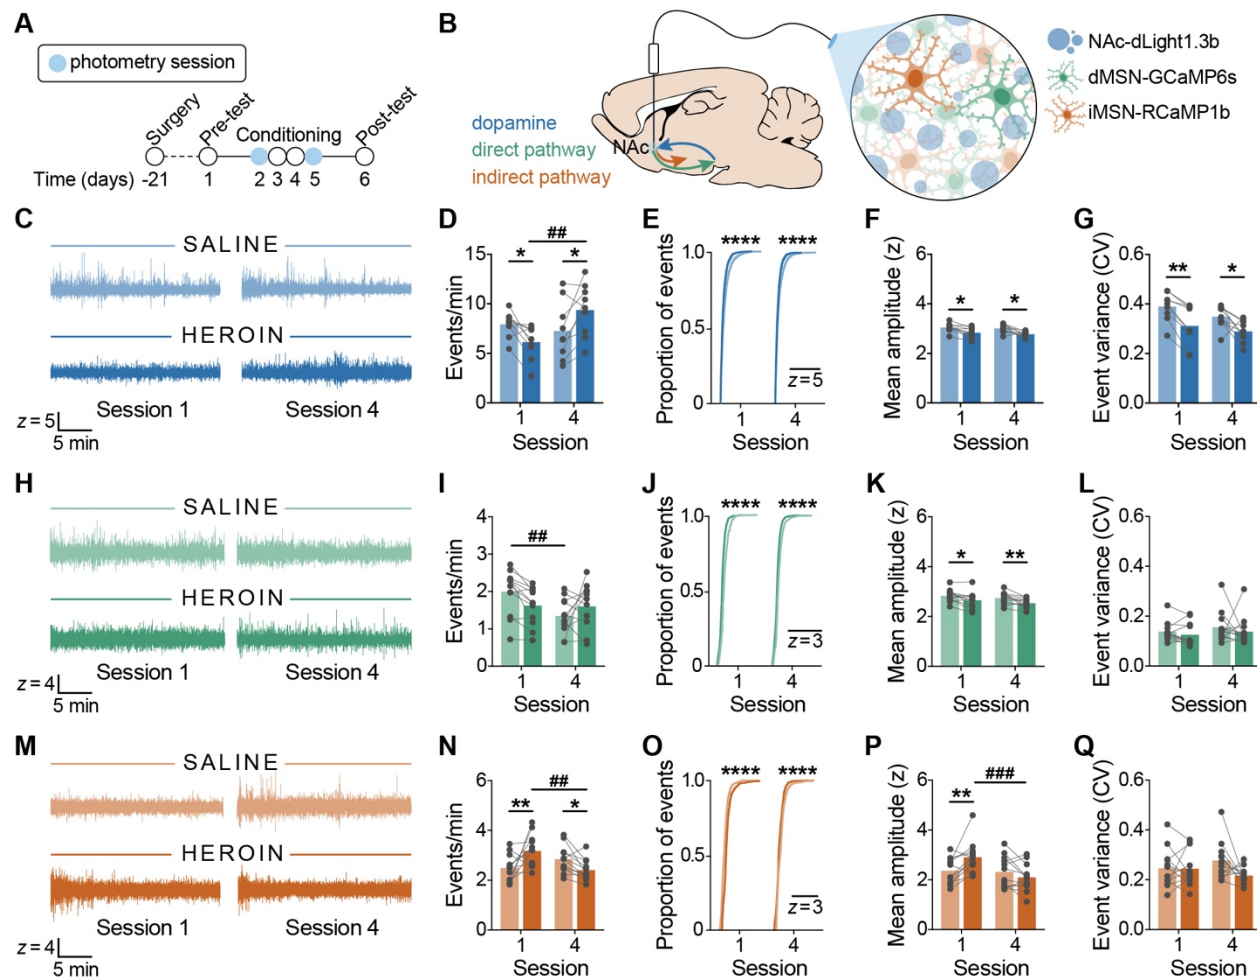 A
photometry session
Surgery
Pre-test
Conditioning
Post-test
Time (days) -21 1 2 3 4 5 6
B
dopamine
direct pathway
indirect pathway
NAc
NAc-dLight1.3b
dMSN-GCaMP6s
iMSN-RCaMP1b
C
SALINE
HEROIN
Session 1 Session 4
z=5
5 min
D
Events/min
15
10
5
0
* ## *
1 4
Session
E
Proportion of events
1.0
0.5
0
**** ****
z=5
1 4
Session
F
Mean amplitude (z)
6
4
2
0
* *
1 4
Session
G
Event variance (CV)
0.6
0.4
0.2
0.0
** *
1 4
Session
H
SALINE
HEROIN
Session 1 Session 4
z=4
5 min
I
Events/min
4
3
2
1
0
##
1 4
Session
J
Proportion of events
1.0
0.5
0
**** ****
z=3
1 4
Session
K
Mean amplitude (z)
6
4
2
0
* **
1 4
Session
L
Event variance (CV)
0.6
0.4
0.2
0.0
1 4
Session
M
SALINE
HEROIN
Session 1 Session 4
z=4
5 min
N
Events/min
6
4
2
0
** ## *
1 4
Session
O
Proportion of events
1.0
0.5
0
**** ****
z=3
1 4
Session
P
Mean amplitude (z)
6
4
2
0
** ###
1 4
Session
Q
Event variance (CV)
0.6
0.4
0.2
0.0
1 4
Session